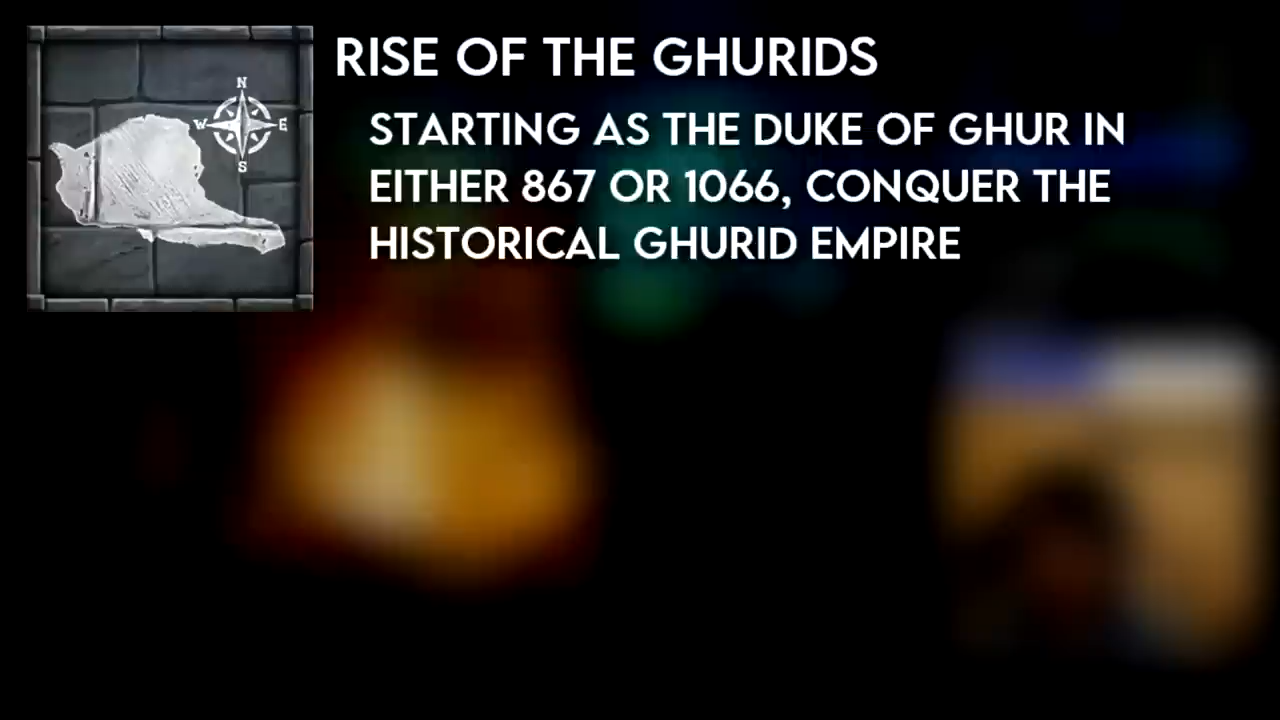 RISE OF THE GHURIDS
N
W E
S
STARTING AS THE DUKE OF GHUR IN
EITHER 867 OR 1066, CONQUER THE
HISTORICAL GHURID EMPIRE